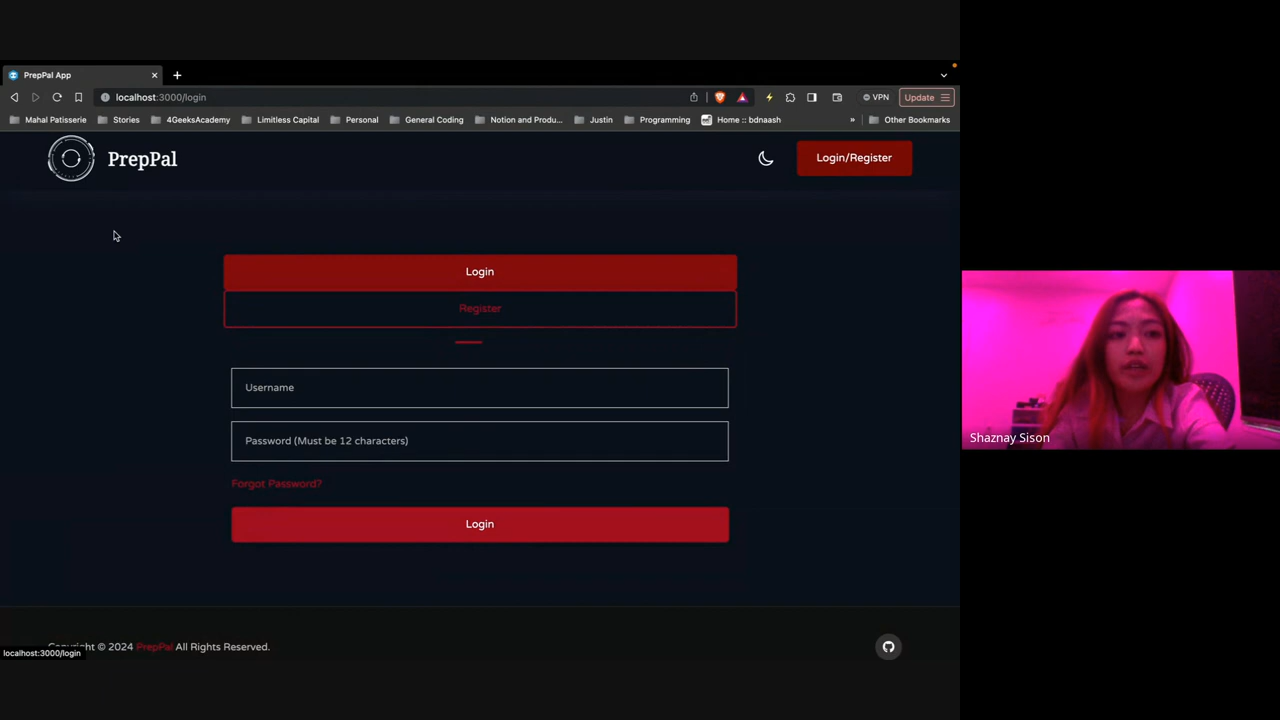 PrepPal App
localhost:3000/login
VPN
Update
Mahal Patisserie
Stories
4GeeksAcademy
Limitless Capital
Personal
General Coding
Notion and Produ...
Justin
Programming
Home :: bdnaash
»
Other Bookmarks
PrepPal
Login/Register
Login
Register
Username
Password (Must be 12 characters)
Forgot Password?
Login
Shaznay Sison
Copyright © 2024 PrepPal All Rights Reserved.
localhost:3000/login